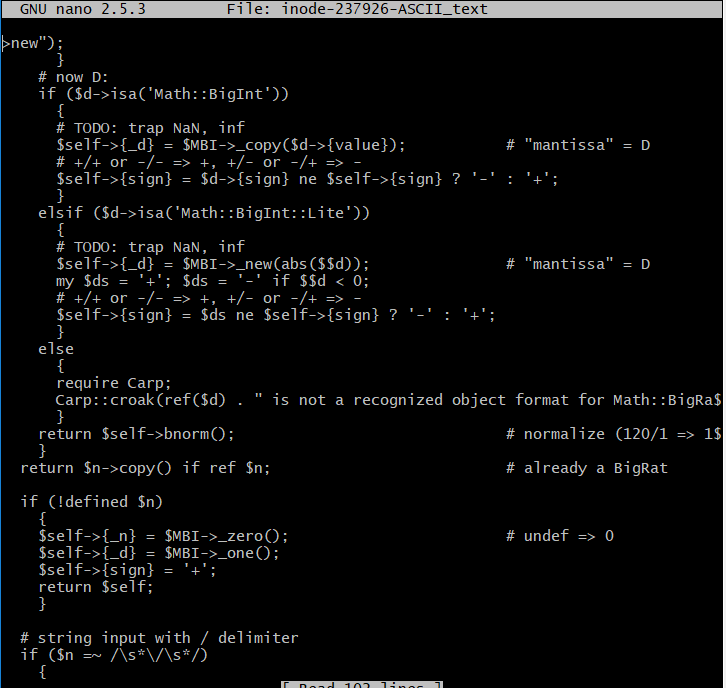 GNU nano 2.5.3          File: inode-237926-ASCII_text
>new");
      }
    # now D:
    if ($d->isa('Math::BigInt'))
      {
      # TODO: trap NaN, inf
      $self->{_d} = $MBI->_copy($d->{value});           # "mantissa" = D
      # +/+ or -/- => +, +/- or -/+ => -
      $self->{sign} = $d->{sign} ne $self->{sign} ? '-' : '+';
      }
    elsif ($d->isa('Math::BigInt::Lite'))
      {
      # TODO: trap NaN, inf
      $self->{_d} = $MBI->_new(abs($$d));               # "mantissa" = D
      my $ds = '+'; $ds = '-' if $$d < 0;
      # +/+ or -/- => +, +/- or -/+ => -
      $self->{sign} = $ds ne $self->{sign} ? '-' : '+';
      }
    else
      {
      require Carp;
      Carp::croak(ref($d) . " is not a recognized object format for Math::BigRa$
      }
    return $self->bnorm();                              # normalize (120/1 => 1$
    }
  return $n->copy() if ref $n;                          # already a BigRat

  if (!defined $n)
    {
    $self->{_n} = $MBI->_zero();                        # undef => 0
    $self->{_d} = $MBI->_one();
    $self->{sign} = '+';
    return $self;
    }

  # string input with / delimiter
  if ($n =~ /\s*\/\s*/)
    {
[ Read 102 lines ]